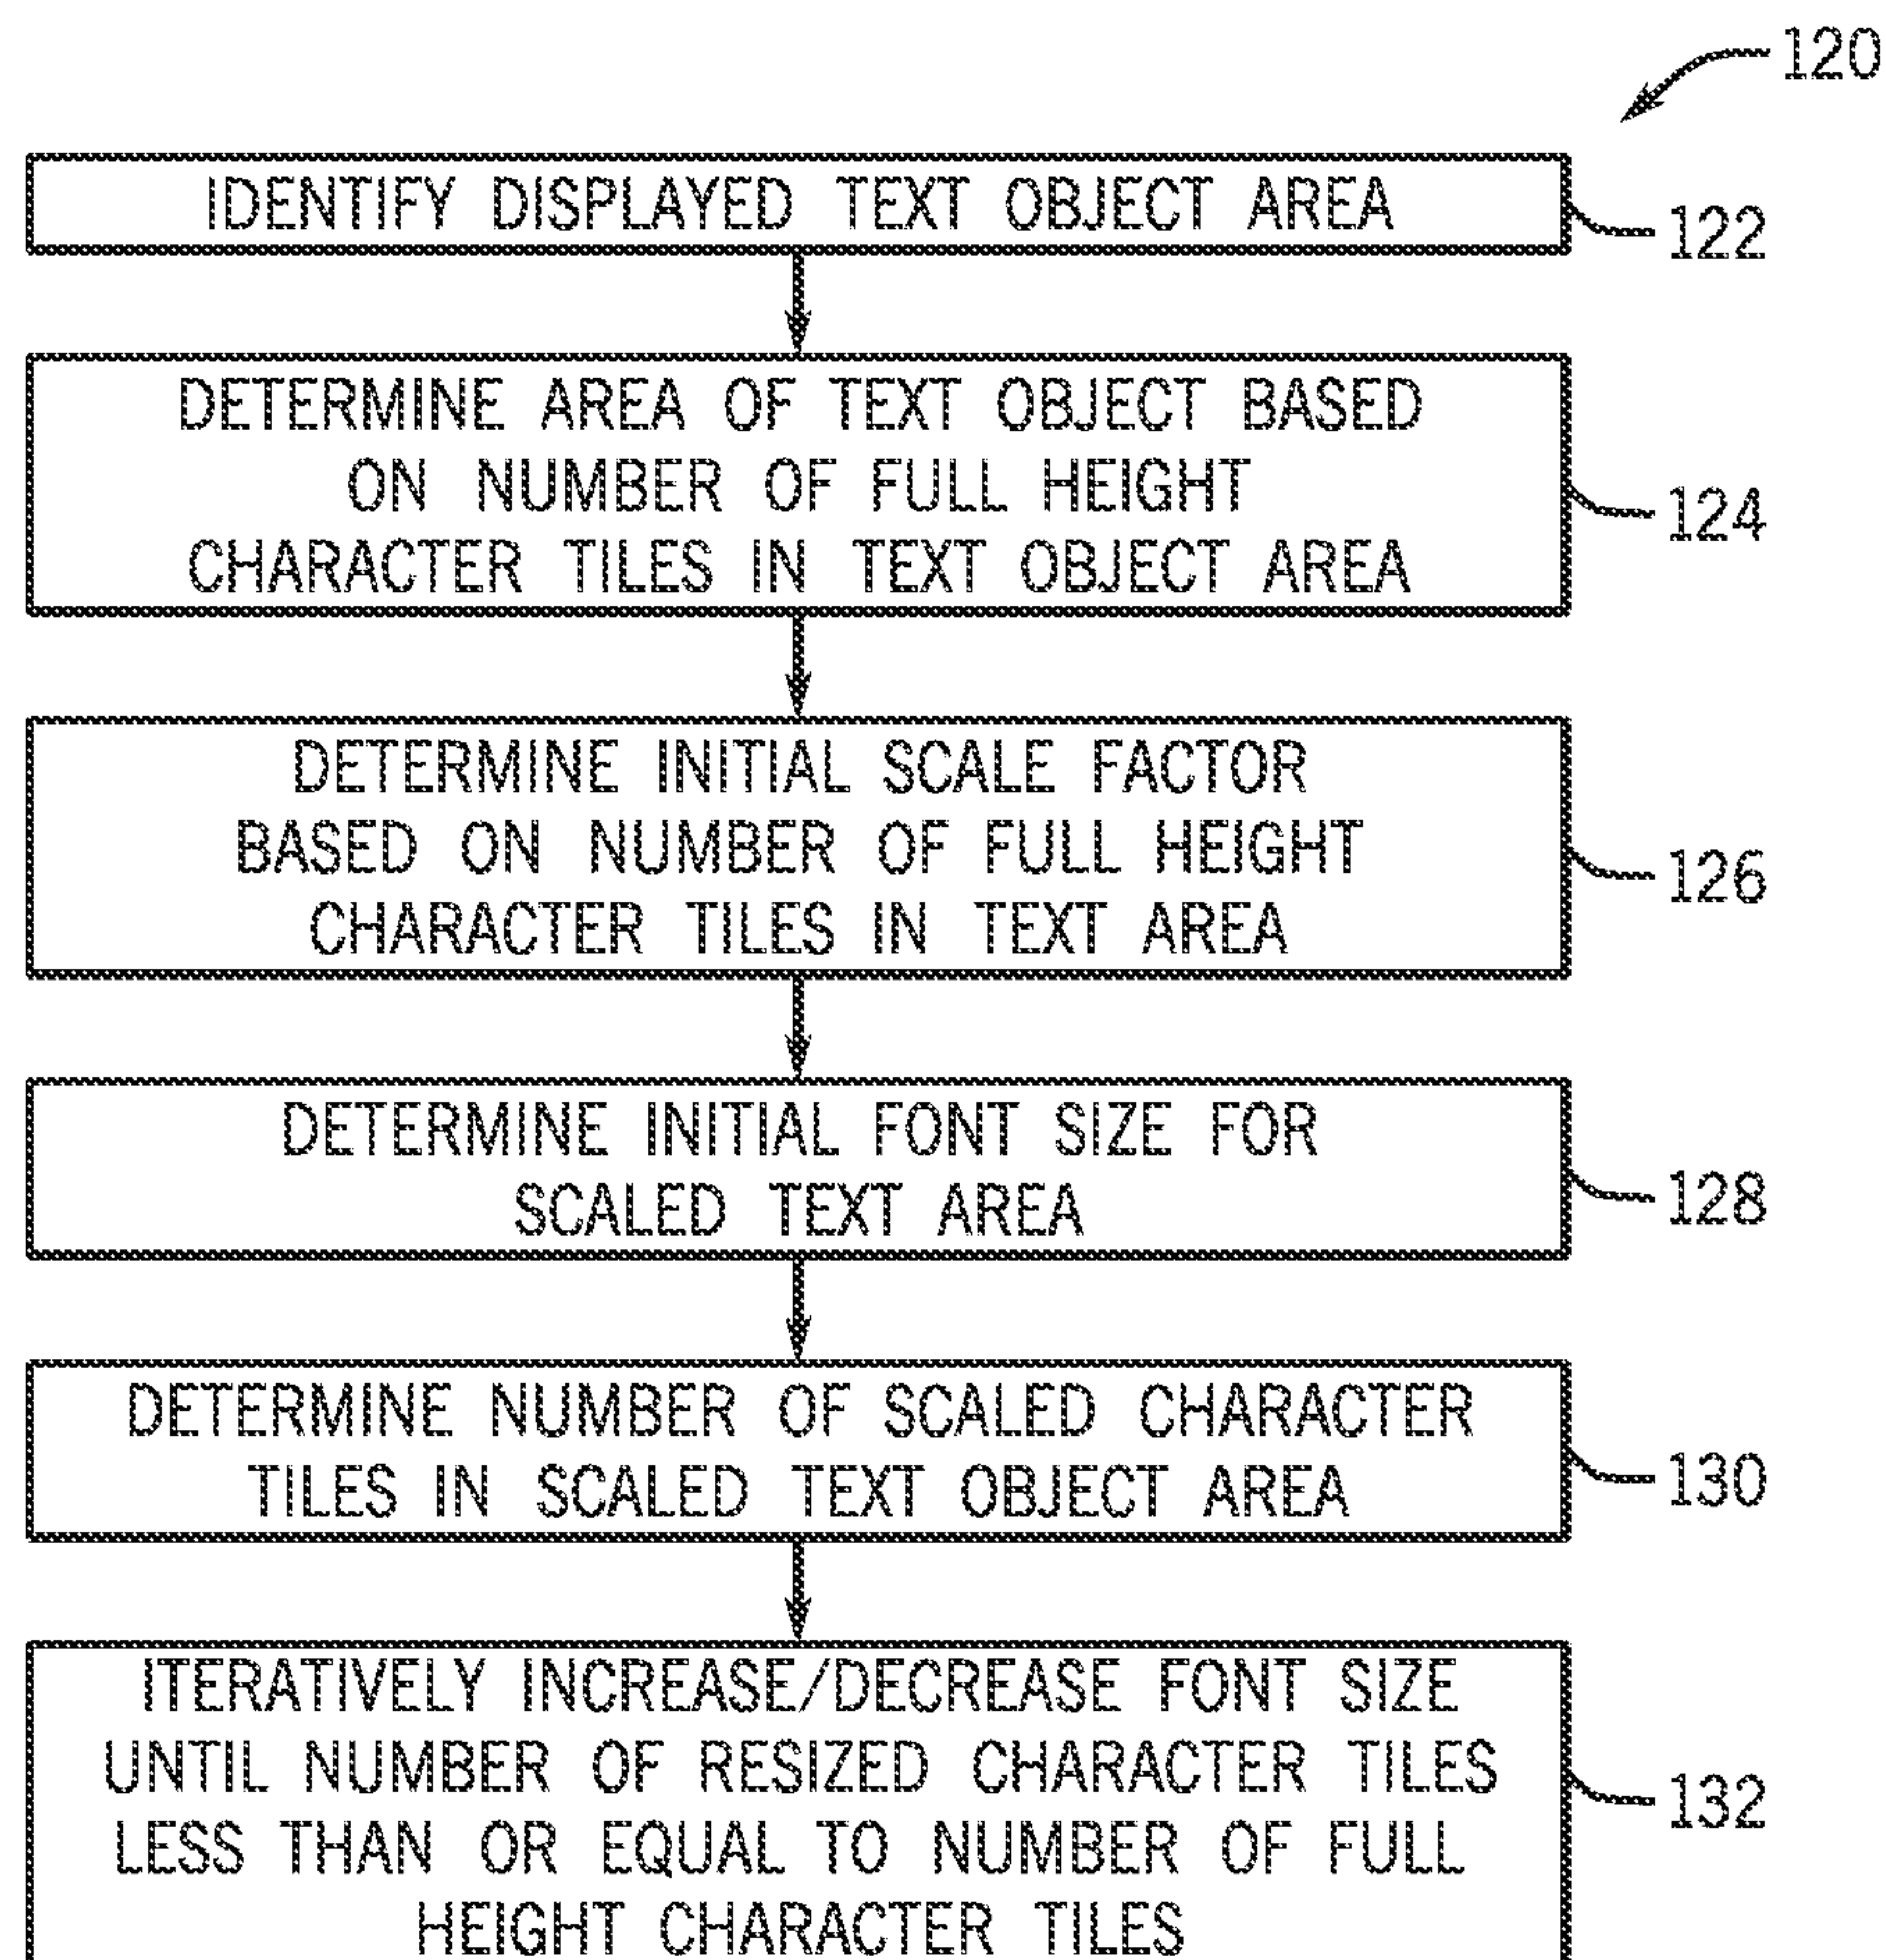 120
IDENTIFY DISPLAYED TEXT OBJECT AREA
122
DETERMINE AREA OF TEXT OBJECT BASED
ON NUMBER OF FULL HEIGHT
CHARACTER TILES IN TEXT OBJECT AREA
124
DETERMINE INITIAL SCALE FACTOR
BASED ON NUMBER OF FULL HEIGHT
CHARACTER TILES IN TEXT AREA
126
DETERMINE INITIAL FONT SIZE FOR
SCALED TEXT AREA
128
DETERMINE NUMBER OF SCALED CHARACTER
TILES IN SCALED TEXT OBJECT AREA
130
ITERATIVELY INCREASE/DECREASE FONT SIZE
UNTIL NUMBER OF RESIZED CHARACTER TILES
LESS THAN OR EQUAL TO NUMBER OF FULL
HEIGHT CHARACTER TILES
132